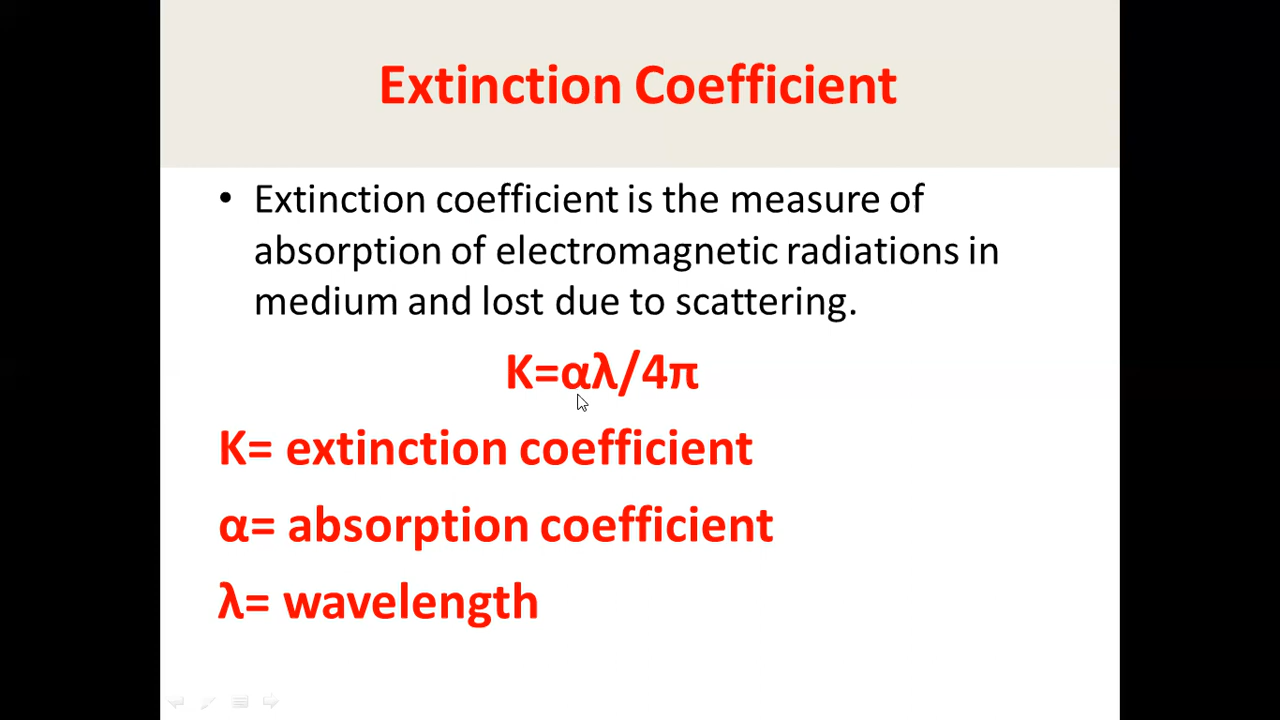 Extinction Coefficient
• Extinction coefficient is the measure of
absorption of electromagnetic radiations in
medium and lost due to scattering.
K=αλ/4π
K= extinction coefficient
α= absorption coefficient
λ= wavelength